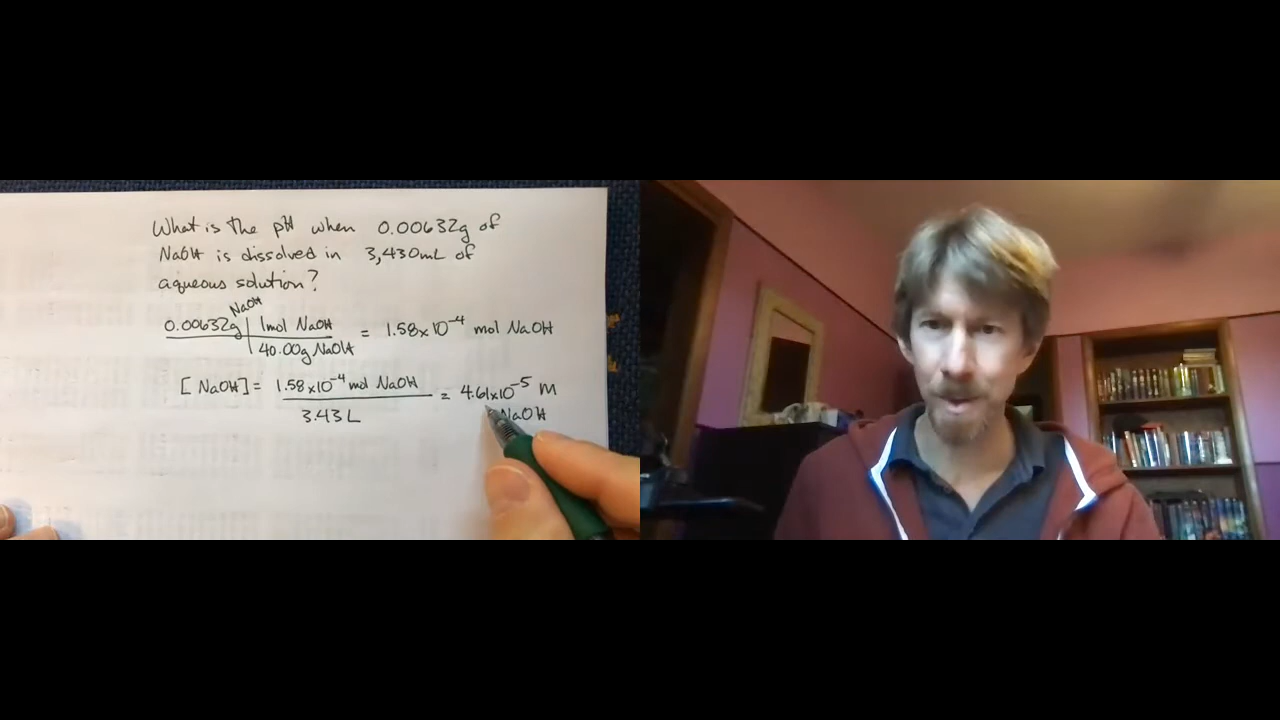 What is the pH when 0.00632g of
NaOH is dissolved in 3,430mL of
aqueous solution?
NaOH
0.00632g | 1mol NaOH = 1.58x10⁻⁴ mol NaOH
40.00g NaOH
[NaOH] = 1.58x10⁻⁴ mol NaOH = 4.61x10⁻⁵ M
3.43L NaOH